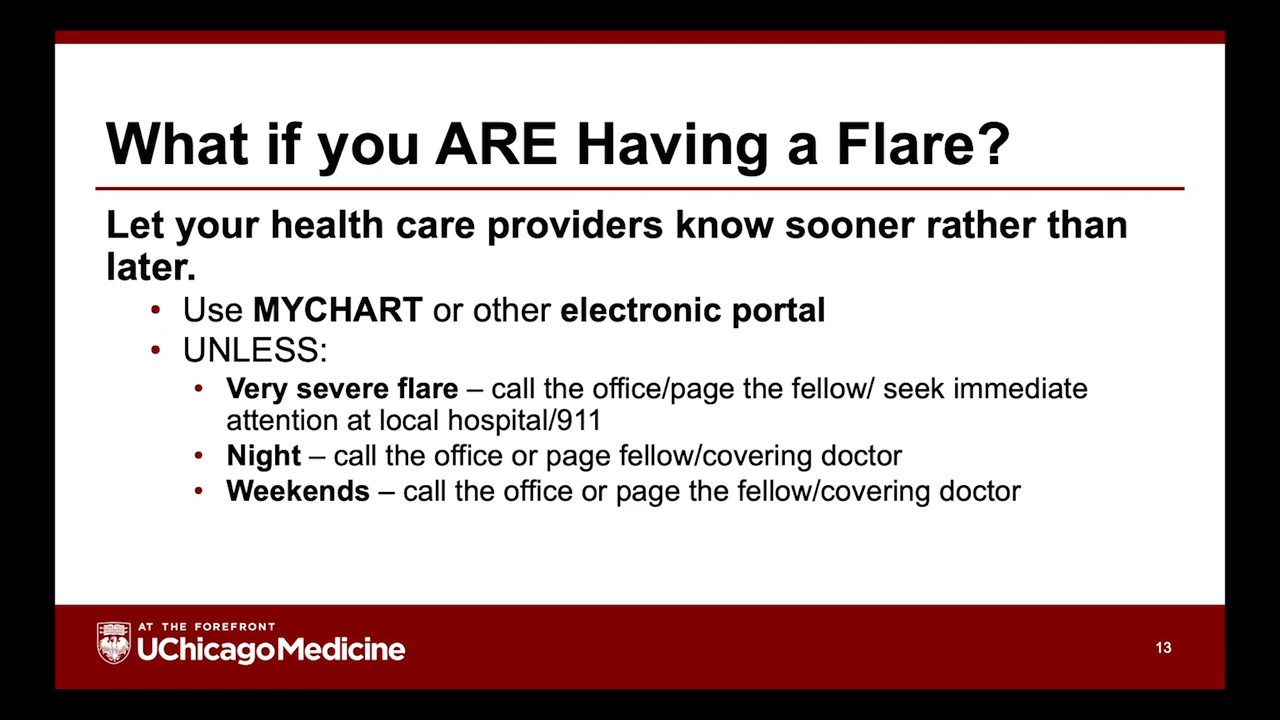 What if you ARE Having a Flare?
Let your health care providers know sooner rather than
later.
• Use MYCHART or other electronic portal
• UNLESS:
• Very severe flare – call the office/page the fellow/ seek immediate
attention at local hospital/911
• Night – call the office or page fellow/covering doctor
• Weekends – call the office or page the fellow/covering doctor
AT THE FOREFRONT
UChicagoMedicine
13